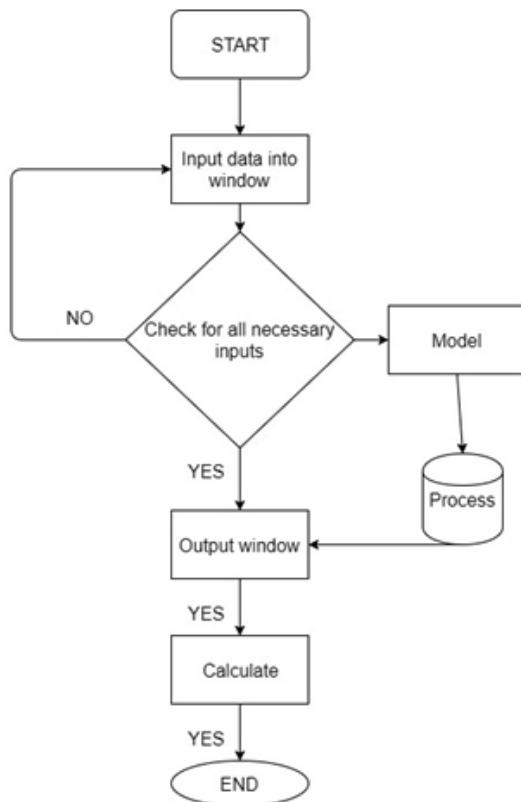 START
Input data into
window
NO
Check for all necessary
inputs
Model
YES
Process
Output window
YES
Calculate
YES
END